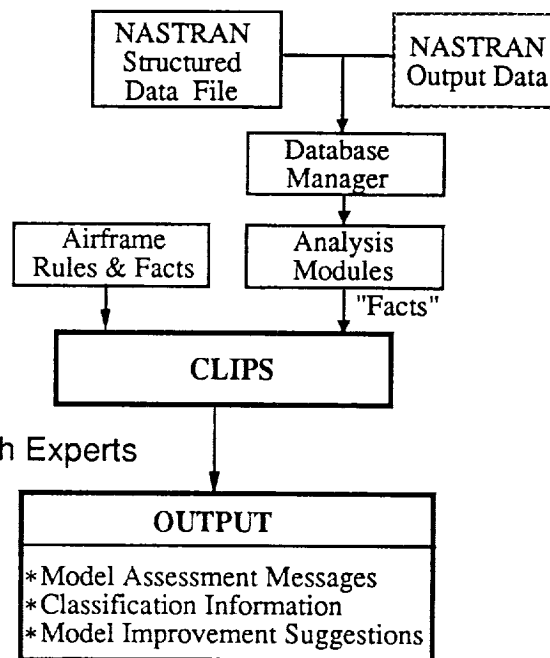 NASTRAN
Structured
Data File
NASTRAN
Output Data
Database
Manager
Airframe
Rules & Facts
Analysis
Modules
"Facts"
CLIPS
h Experts
OUTPUT
*Model Assessment Messages
*Classification Information
*Model Improvement Suggestions